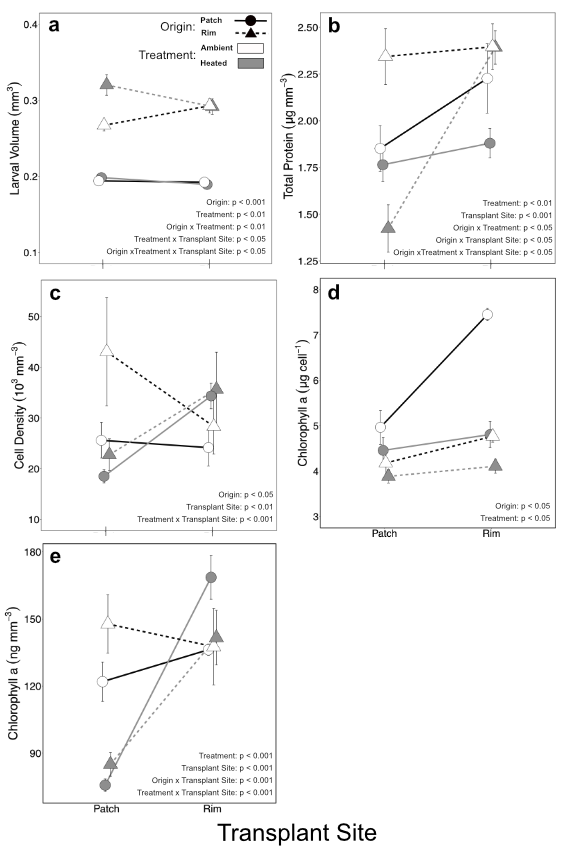 a
Origin:
Patch
Rim
Treatment:
Ambient
Heated
Larval Volume (mm³)
0.4
0.3
0.2
0.1
Origin: p < 0.001
Treatment: p < 0.01
Origin x Treatment: p < 0.01
Treatment x Transplant Site: p < 0.05
Origin xTreatment x Transplant Site: p < 0.05
b
Total Protein (µg mm⁻³)
2.50
2.25
2.00
1.75
1.50
1.25
Treatment: p < 0.01
Transplant Site: p < 0.001
Origin x Treatment: p < 0.05
Origin x Transplant Site: p < 0.05
Origin xTreatment x Transplant Site: p < 0.05
c
Cell Density (10³ mm⁻³)
50
40
30
20
10
Origin: p < 0.05
Transplant Site: p < 0.01
Treatment x Transplant Site: p < 0.001
d
Chlorophyll a (µg cell⁻¹)
8
7
6
5
4
3
Origin: p < 0.05
Treatment: p < 0.05
Patch Rim
e
Chlorophyll a (ng mm⁻³)
180
150
120
90
Treatment: p < 0.001
Transplant Site: p < 0.001
Origin x Transplant Site: p < 0.001
Treatment x Transplant Site: p < 0.001
Patch Rim
Transplant Site